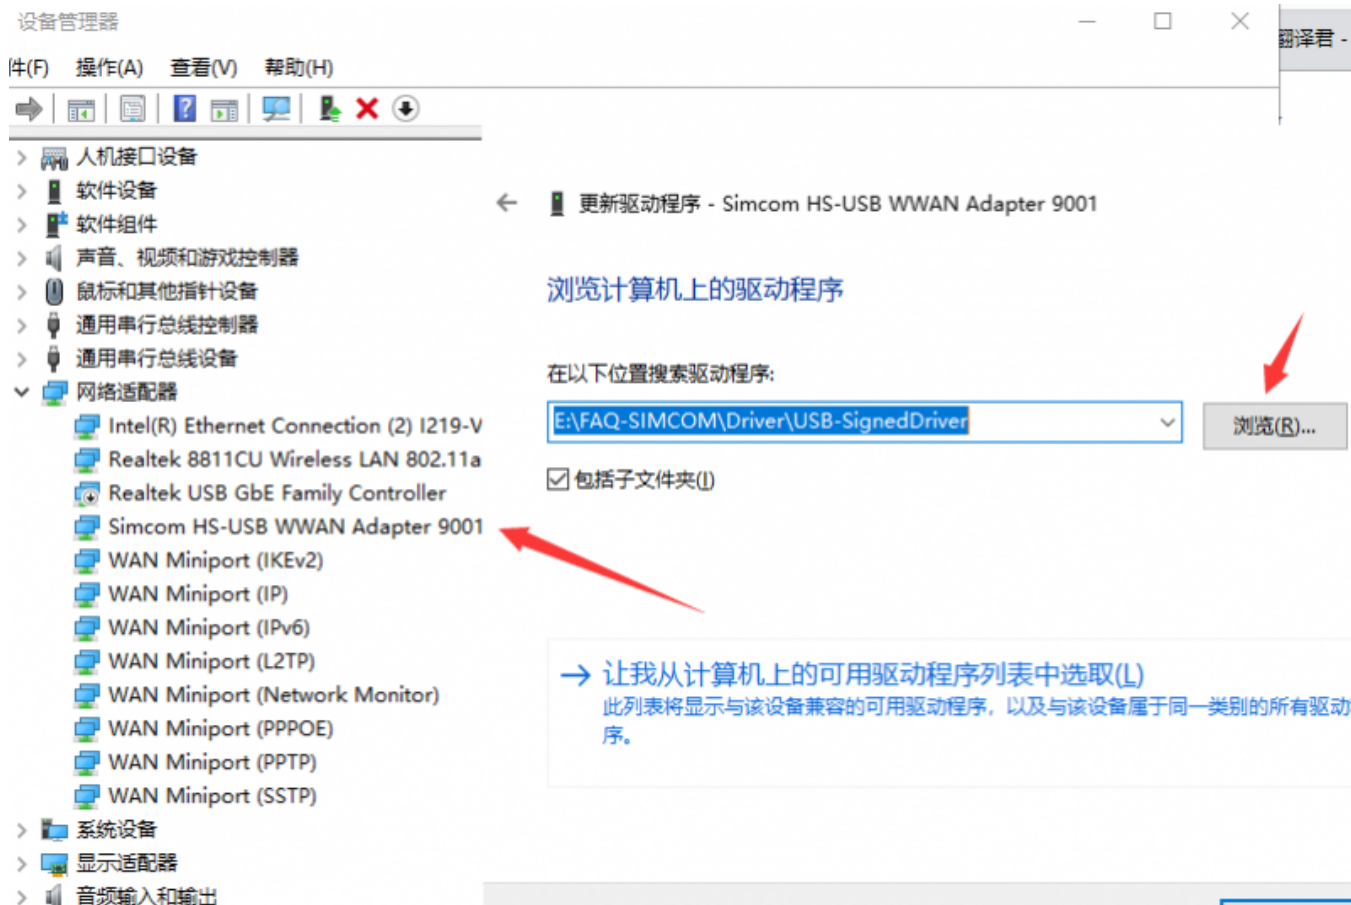 设备管理器
翻译君 -
件(F) 操作(A) 查看(V) 帮助(H)
人机接口设备
软件设备
软件组件
声音、视频和游戏控制器
鼠标和其他指针设备
通用串行总线控制器
通用串行总线设备
网络适配器
Intel(R) Ethernet Connection (2) I219-V
Realtek 8811CU Wireless LAN 802.11a
Realtek USB GbE Family Controller
Simcom HS-USB WWAN Adapter 9001
WAN Miniport (IKEv2)
WAN Miniport (IP)
WAN Miniport (IPv6)
WAN Miniport (L2TP)
WAN Miniport (Network Monitor)
WAN Miniport (PPPOE)
WAN Miniport (PPTP)
WAN Miniport (SSTP)
系统设备
显示适配器
音频输入和输出
更新驱动程序 - Simcom HS-USB WWAN Adapter 9001
浏览计算机上的驱动程序
在以下位置搜索驱动程序:
E:\FAQ-SIMCOM\Driver\USB-SignedDriver
浏览(R)...
包括子文件夹(I)
让我从计算机上的可用驱动程序列表中选取(L)
此列表将显示与该设备兼容的可用驱动程序，以及与该设备属于同一类别的所有驱动
序。